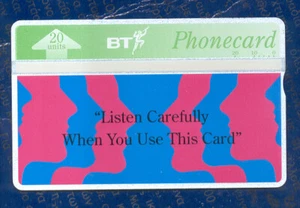 20
units
BT
Phonecard
"Listen Carefully
When You Use This Card"